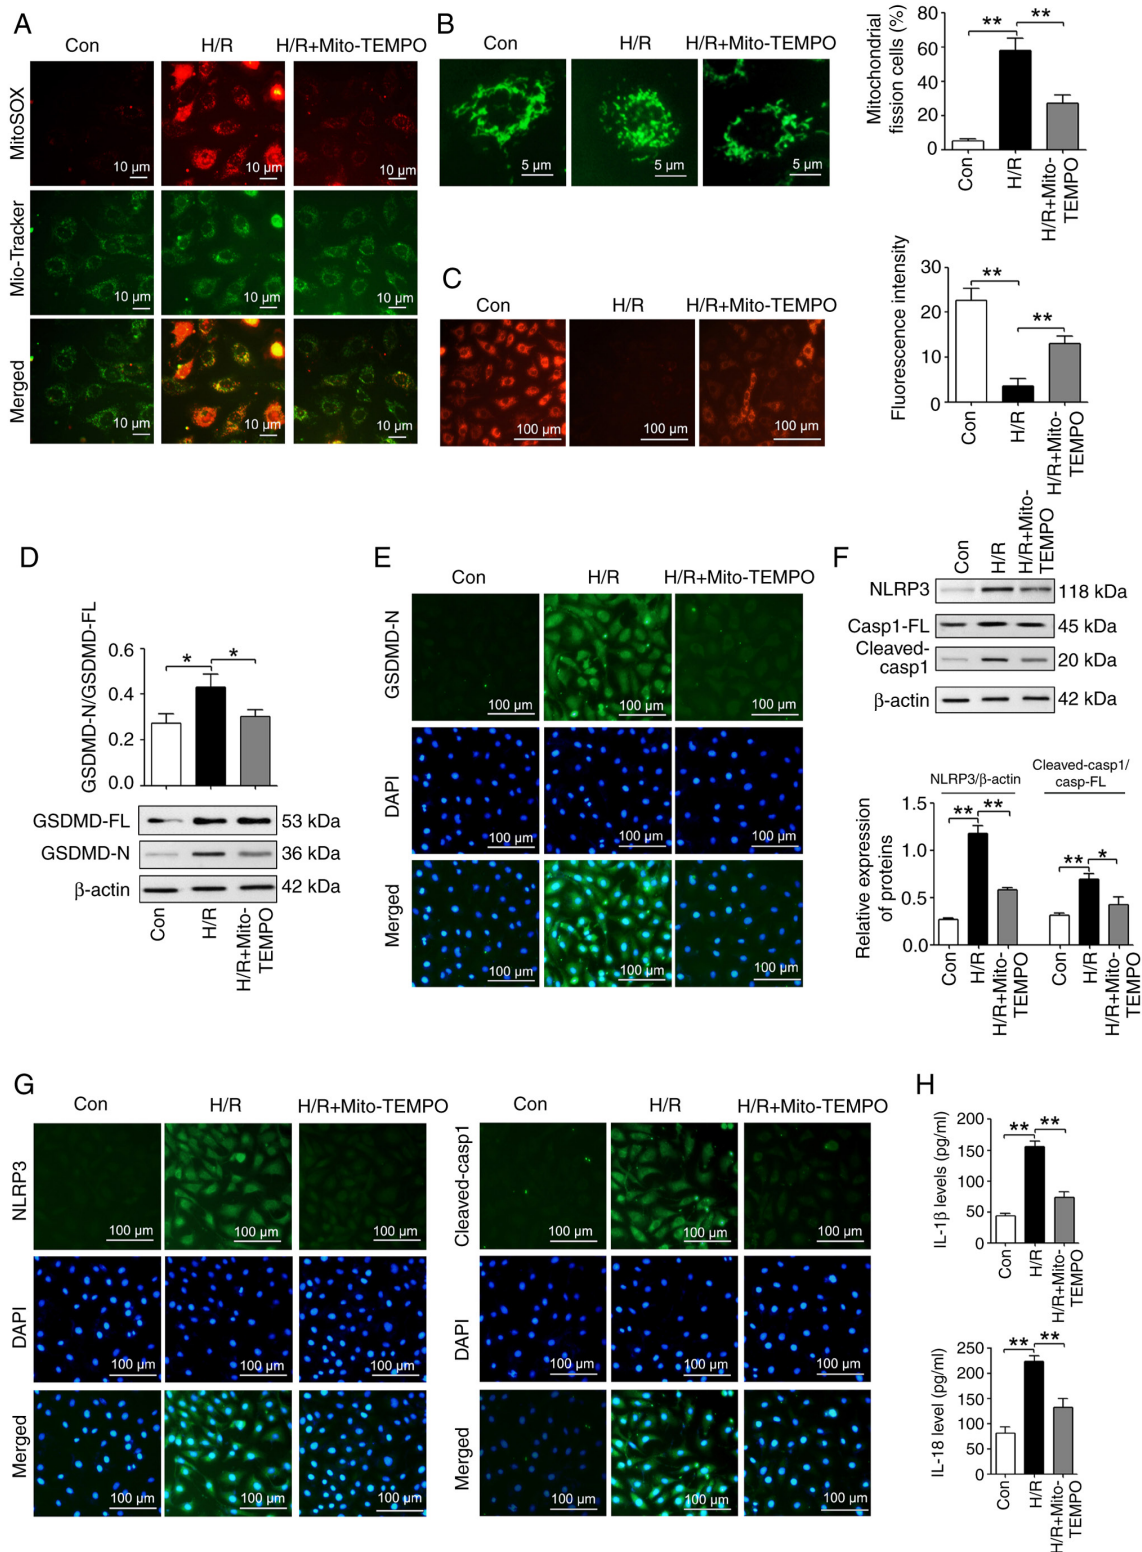 A
Con
H/R
H/R+Mito-TEMPO
MitoSOX
10 µm
10 µm
10 µm
Mio-Tracker
10 µm
10 µm
10 µm
Merged
10 µm
10 µm
10 µm
B
Con
H/R
H/R+Mito-TEMPO
5 µm
5 µm
5 µm
Mitochondrial
fission cells (%)
80
60
40
20
0
**
**
Con
H/R
H/R+Mito-
TEMPO
C
Con
H/R
H/R+Mito-TEMPO
100 µm
100 µm
100 µm
Fluorescence intensity
30
20
10
0
**
**
Con
H/R
H/R+Mito-
TEMPO
D
GSDMD-N/GSDMD-FL
0.6
0.4
0.2
0.0
*
*
GSDMD-FL
53 kDa
GSDMD-N
36 kDa
β-actin
42 kDa
Con
H/R
H/R+Mito-
TEMPO
E
Con
H/R
H/R+Mito-TEMPO
GSDMD-N
100 µm
100 µm
100 µm
DAPI
100 µm
100 µm
100 µm
Merged
100 µm
100 µm
100 µm
F
Con
H/R
H/R+Mito-
TEMPO
NLRP3
118 kDa
Casp1-FL
45 kDa
Cleaved-
casp1
20 kDa
β-actin
42 kDa
NLRP3/β-actin
Cleaved-casp1/
casp-FL
Relative expression
of proteins
1.5
1.0
0.5
0.0
**
**
**
*
Con
H/R
H/R+Mito-
TEMPO
Con
H/R
H/R+Mito-
TEMPO
G
Con
H/R
H/R+Mito-TEMPO
NLRP3
100 µm
100 µm
100 µm
DAPI
100 µm
100 µm
100 µm
Merged
100 µm
100 µm
100 µm
Con
H/R
H/R+Mito-TEMPO
Cleaved-casp1
100 µm
100 µm
100 µm
DAPI
100 µm
100 µm
100 µm
Merged
100 µm
100 µm
100 µm
H
IL-1β levels (pg/ml)
200
150
100
50
0
**
**
Con
H/R
H/R+Mito-
TEMPO
IL-18 level (pg/ml)
250
200
150
100
50
0
**
**
Con
H/R
H/R+Mito-
TEMPO